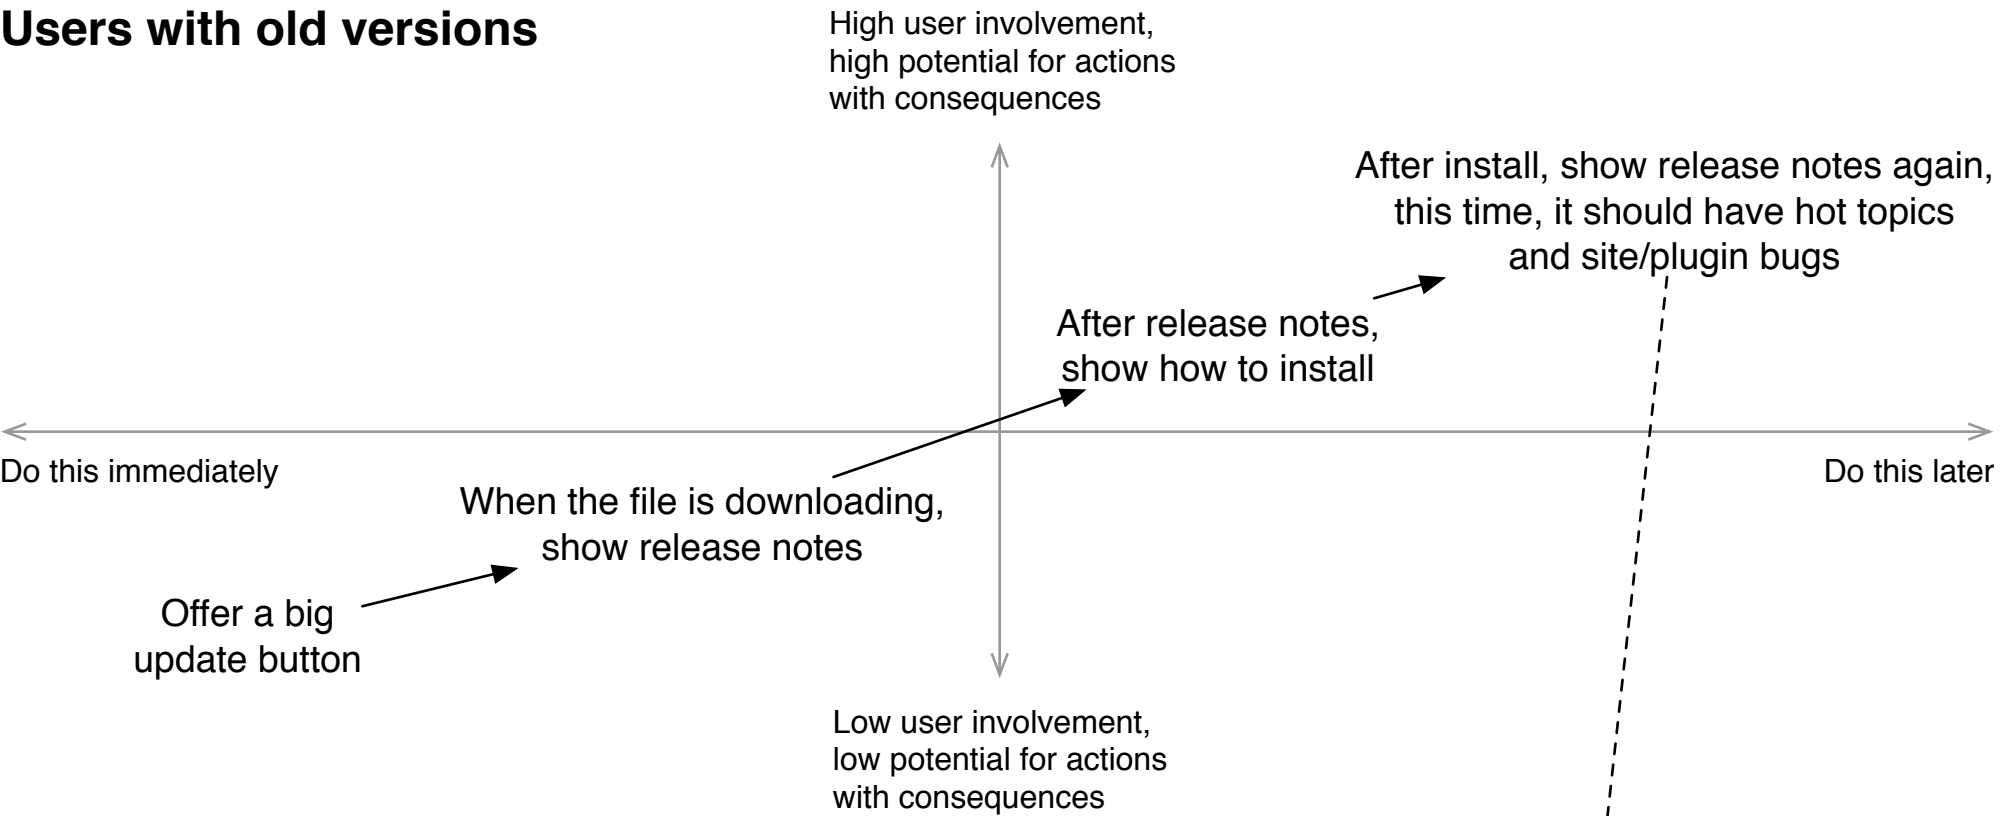 Users with old versions
High user involvement,
high potential for actions
with consequences
After install, show release notes again,
this time, it should have hot topics
and site/plugin bugs
After release notes,
show how to install
Do this immediately
Do this later
When the file is downloading,
show release notes
Offer a big
update button
Low user involvement,
low potential for actions
with consequences